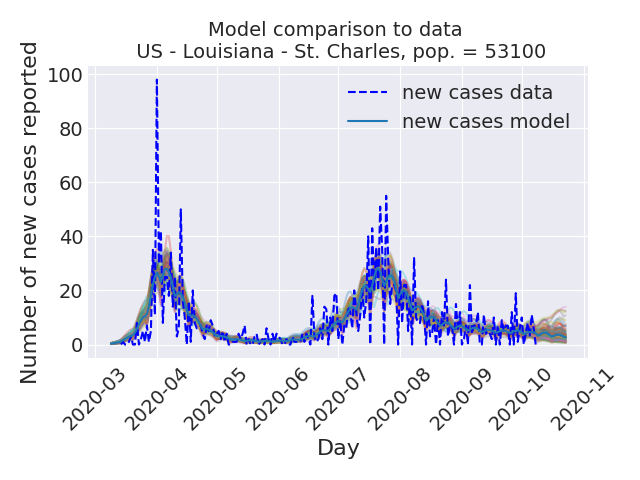 Model comparison to data
US - Louisiana - St. Charles, pop. = 53100
Number of new cases reported
100
80
60
40
20
0
new cases data
new cases model
2020-03
2020-04
2020-05
2020-06
2020-07
2020-08
2020-09
2020-10
2020-11
Day